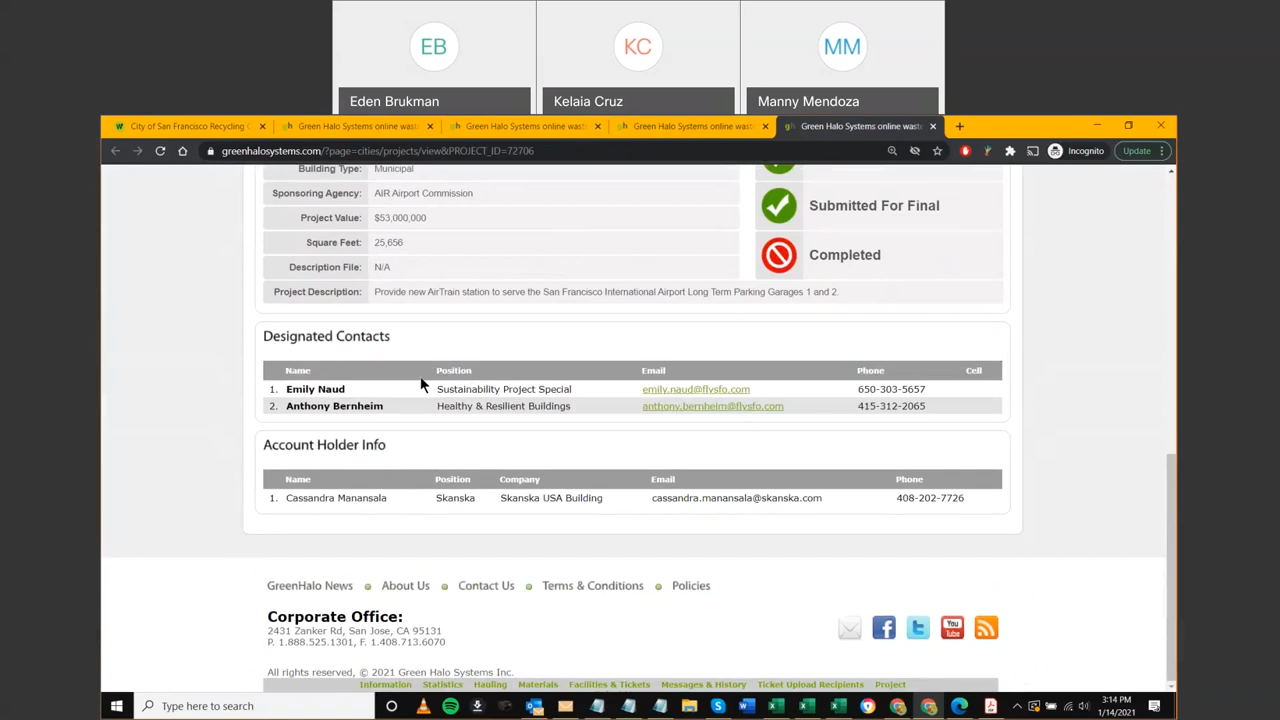 EB
KC
MM
Eden Brukman
Kelaia Cruz
Manny Mendoza
City of San Francisco Recycling
Green Halo Systems online wast
Green Halo Systems online wast
Green Halo Systems online wast
Green Halo Systems online wast
greenhalosystems.com/?page=cities/projects/view&PROJECT_ID=72706
Incognito
Update
Building Type: Municipal
Sponsoring Agency: AIR Airport Commission
Project Value: $53,000,000
Square Feet: 25,656
Description File: N/A
Project Description: Provide new AirTrain station to serve the San Francisco International Airport Long Term Parking Garages 1 and 2.
Submitted For Final
Completed
Designated Contacts
Name Position Email Phone Cell
1. Emily Naud Sustainability Project Special emily.naud@flysfo.com 650-303-5657
2. Anthony Bernheim Healthy & Resilient Buildings anthony.bernheim@flysfo.com 415-312-2065
Account Holder Info
Name Position Company Email Phone
1. Cassandra Manansala Skanska Skanska USA Building cassandra.manansala@skanska.com 408-202-7726
GreenHalo News About Us Contact Us Terms & Conditions Policies
Corporate Office:
2431 Zanker Rd, San Jose, CA 95131
P. 1.888.525.1301, F. 1.408.713.6070
You Tube
All rights reserved, © 2021 Green Halo Systems Inc.
Information Statistics Hauling Materials Facilities & Tickets Messages & History Ticket Upload Recipients Project
Type here to search
3:14 PM
1/14/2021